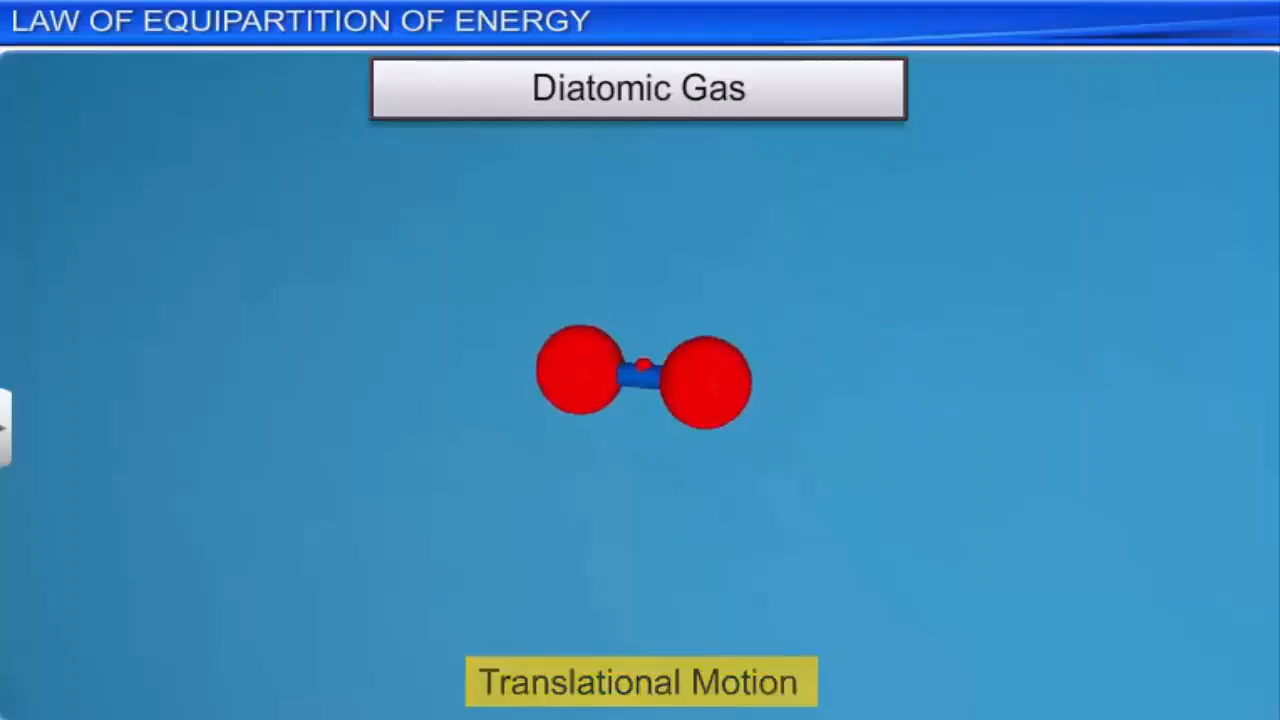 LAW OF EQUIPARTITION OF ENERGY
Diatomic Gas
Translational Motion